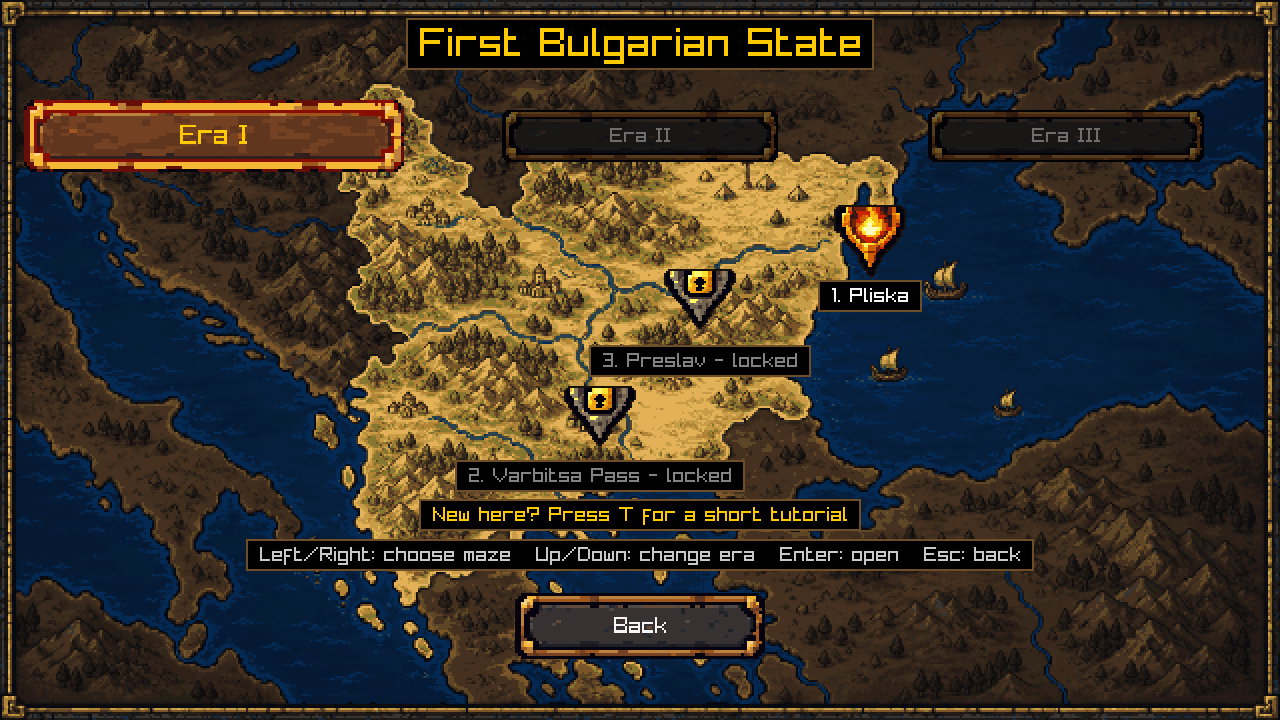 First Bulgarian State
Era I
Era II
Era III
1. Pliska
3. Preslav - locked
2. Varbitsa Pass - locked
New here? Press T for a short tutorial
Left/Right: choose maze Up/Down: change era Enter: open Esc: back
Back